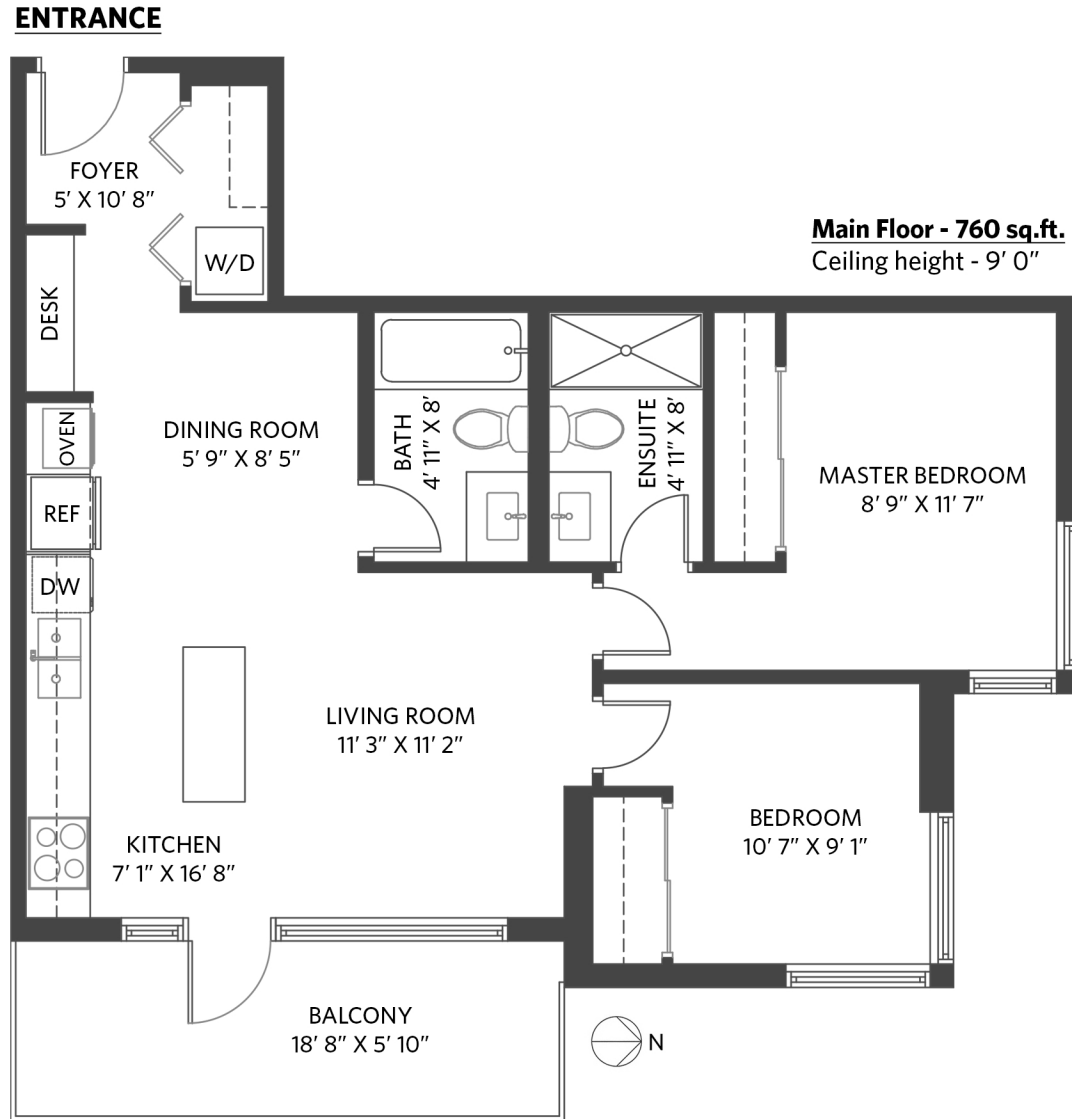 ENTRANCE
FOYER
5’ X 10’ 8”
W/D
Main Floor - 760 sq.ft.
Ceiling height - 9’ 0”
DESK
OVEN
DINING ROOM
5’ 9” X 8’ 5”
BATH
4’ 11” X 8’
ENSUITE
4’ 11” X 8’
MASTER BEDROOM
8’ 9” X 11’ 7”
REF
DW
LIVING ROOM
11’ 3” X 11’ 2”
KITCHEN
7’ 1” X 16’ 8”
BEDROOM
10’ 7” X 9’ 1”
BALCONY
18’ 8” X 5’ 10”
N